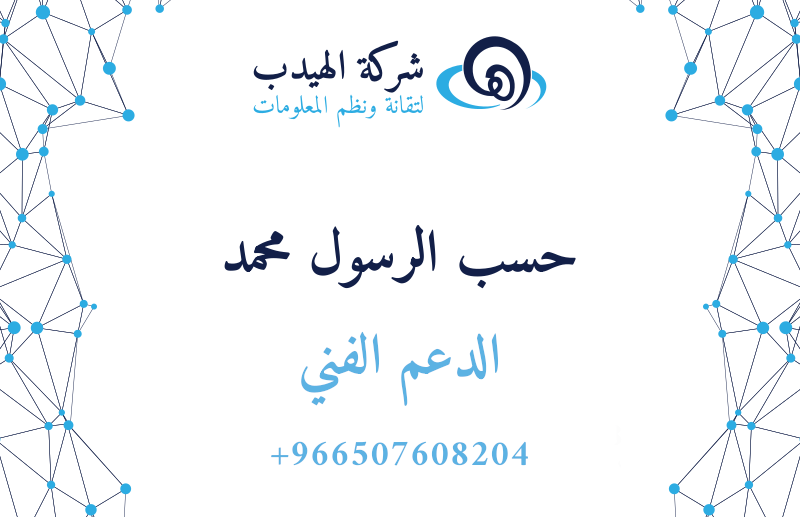 شركة الهيدب
لتقانة ونظم المعلومات
حسب الرسول محمد
الدعم الفني
+966507608204